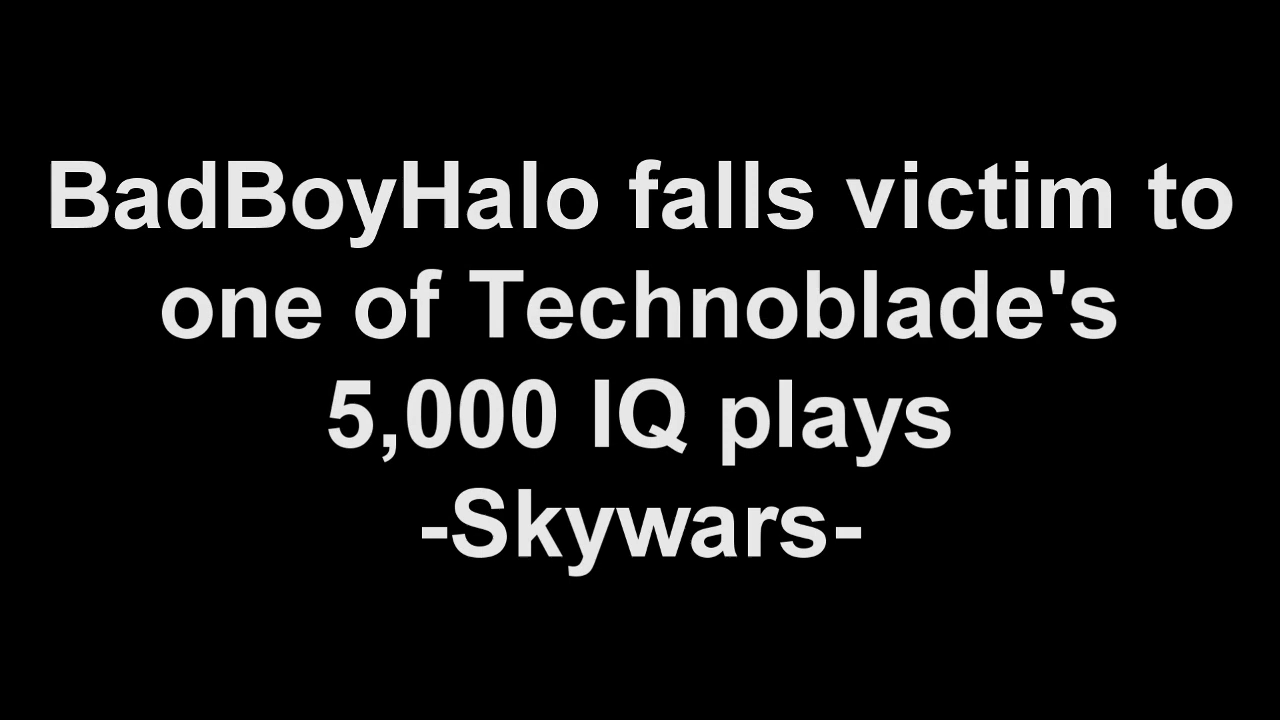 BadBoyHalo falls victim to
one of Technoblade's
5,000 IQ plays
-Skywars-